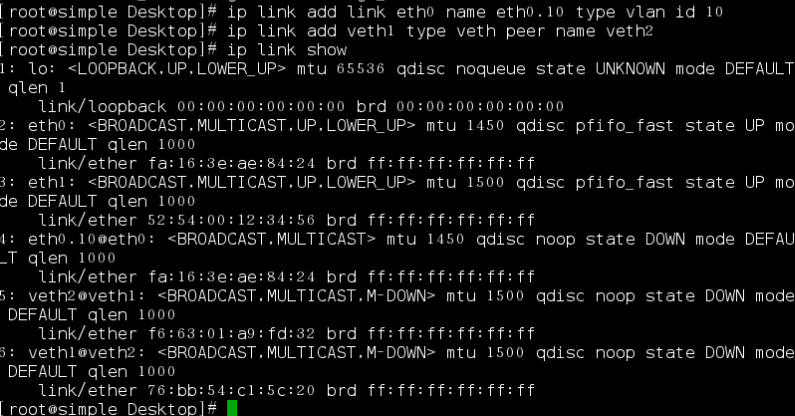 [root@simple Desktop]# ip link add link eth0 name eth0.10 type vlan id 10
[root@simple Desktop]# ip link add veth1 type veth peer name veth2
[root@simple Desktop]# ip link show
1: lo: <LOOPBACK,UP,LOWER_UP> mtu 65536 qdisc noqueue state UNKNOWN mode DEFAULT
 qlen 1
    link/loopback 00:00:00:00:00:00 brd 00:00:00:00:00:00
2: eth0: <BROADCAST,MULTICAST,UP,LOWER_UP> mtu 1450 qdisc pfifo_fast state UP mo
de DEFAULT qlen 1000
    link/ether fa:16:3e:ae:84:24 brd ff:ff:ff:ff:ff:ff
3: eth1: <BROADCAST,MULTICAST,UP,LOWER_UP> mtu 1500 qdisc pfifo_fast state UP mo
de DEFAULT qlen 1000
    link/ether 52:54:00:12:34:56 brd ff:ff:ff:ff:ff:ff
4: eth0.10@eth0: <BROADCAST,MULTICAST> mtu 1450 qdisc noop state DOWN mode DEFAU
LT qlen 1000
    link/ether fa:16:3e:ae:84:24 brd ff:ff:ff:ff:ff:ff
5: veth2@veth1: <BROADCAST,MULTICAST,M-DOWN> mtu 1500 qdisc noop state DOWN mode
 DEFAULT qlen 1000
    link/ether f6:63:01:a9:fd:32 brd ff:ff:ff:ff:ff:ff
6: veth1@veth2: <BROADCAST,MULTICAST,M-DOWN> mtu 1500 qdisc noop state DOWN mode
 DEFAULT qlen 1000
    link/ether 76:bb:54:c1:5c:20 brd ff:ff:ff:ff:ff:ff
[root@simple Desktop]#